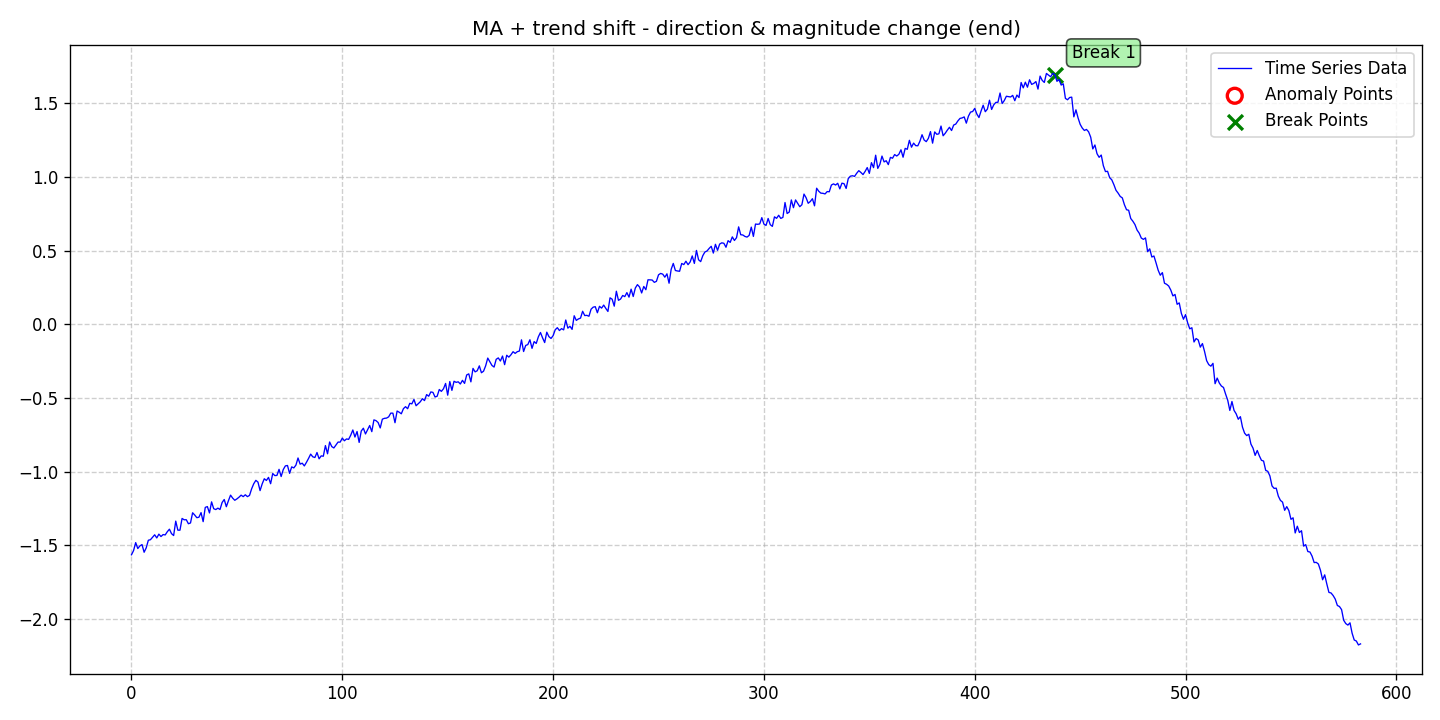 MA + trend shift - direction & magnitude change (end)
Break 1
Time Series Data
Anomaly Points
Break Points
1.5
1.0
0.5
0.0
−0.5
−1.0
−1.5
−2.0
0 100 200 300 400 500 600